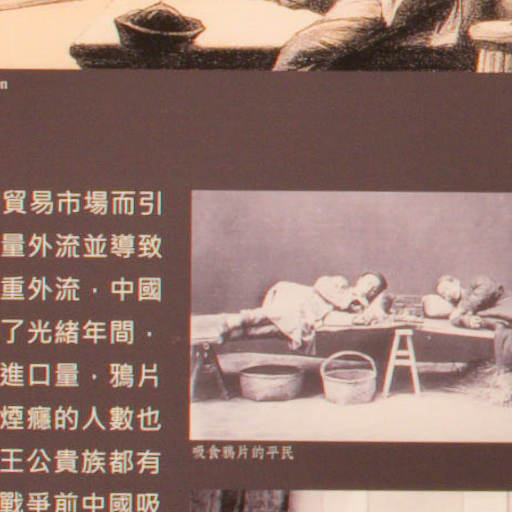 n
貿易市場而引
量外流並導致
重外流，中國
了光緒年間，
進口量，鴉片
煙癮的人數也
王公貴族都有
戰爭前中國吸
吸食鴉片的平民